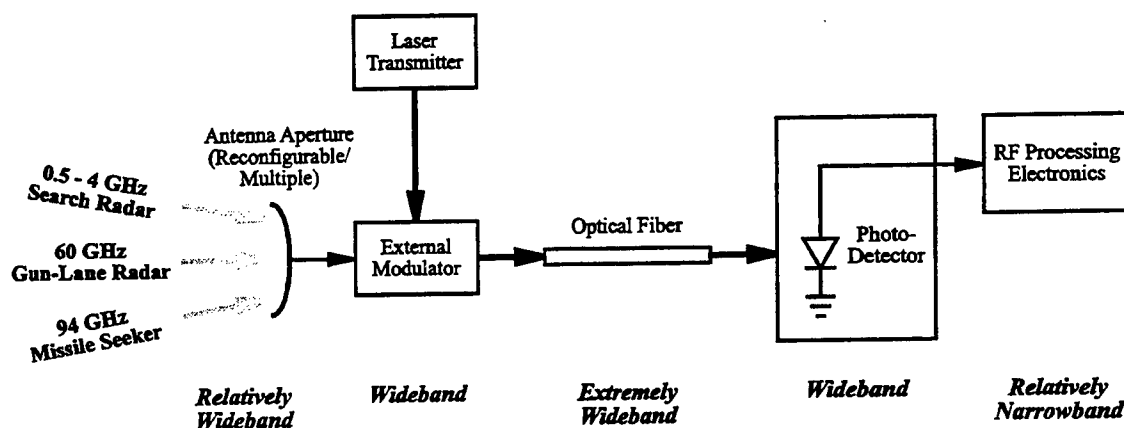 Laser
Transmitter
Antenna Aperture
(Reconfigurable/
Multiple)
0.5 - 4 GHz
Search Radar
60 GHz
Gun-Lane Radar
94 GHz
Missile Seeker
External
Modulator
Optical Fiber
Photo-
Detector
RF Processing
Electronics
Relatively
Wideband
Wideband
Extremely
Wideband
Wideband
Relatively
Narrowband